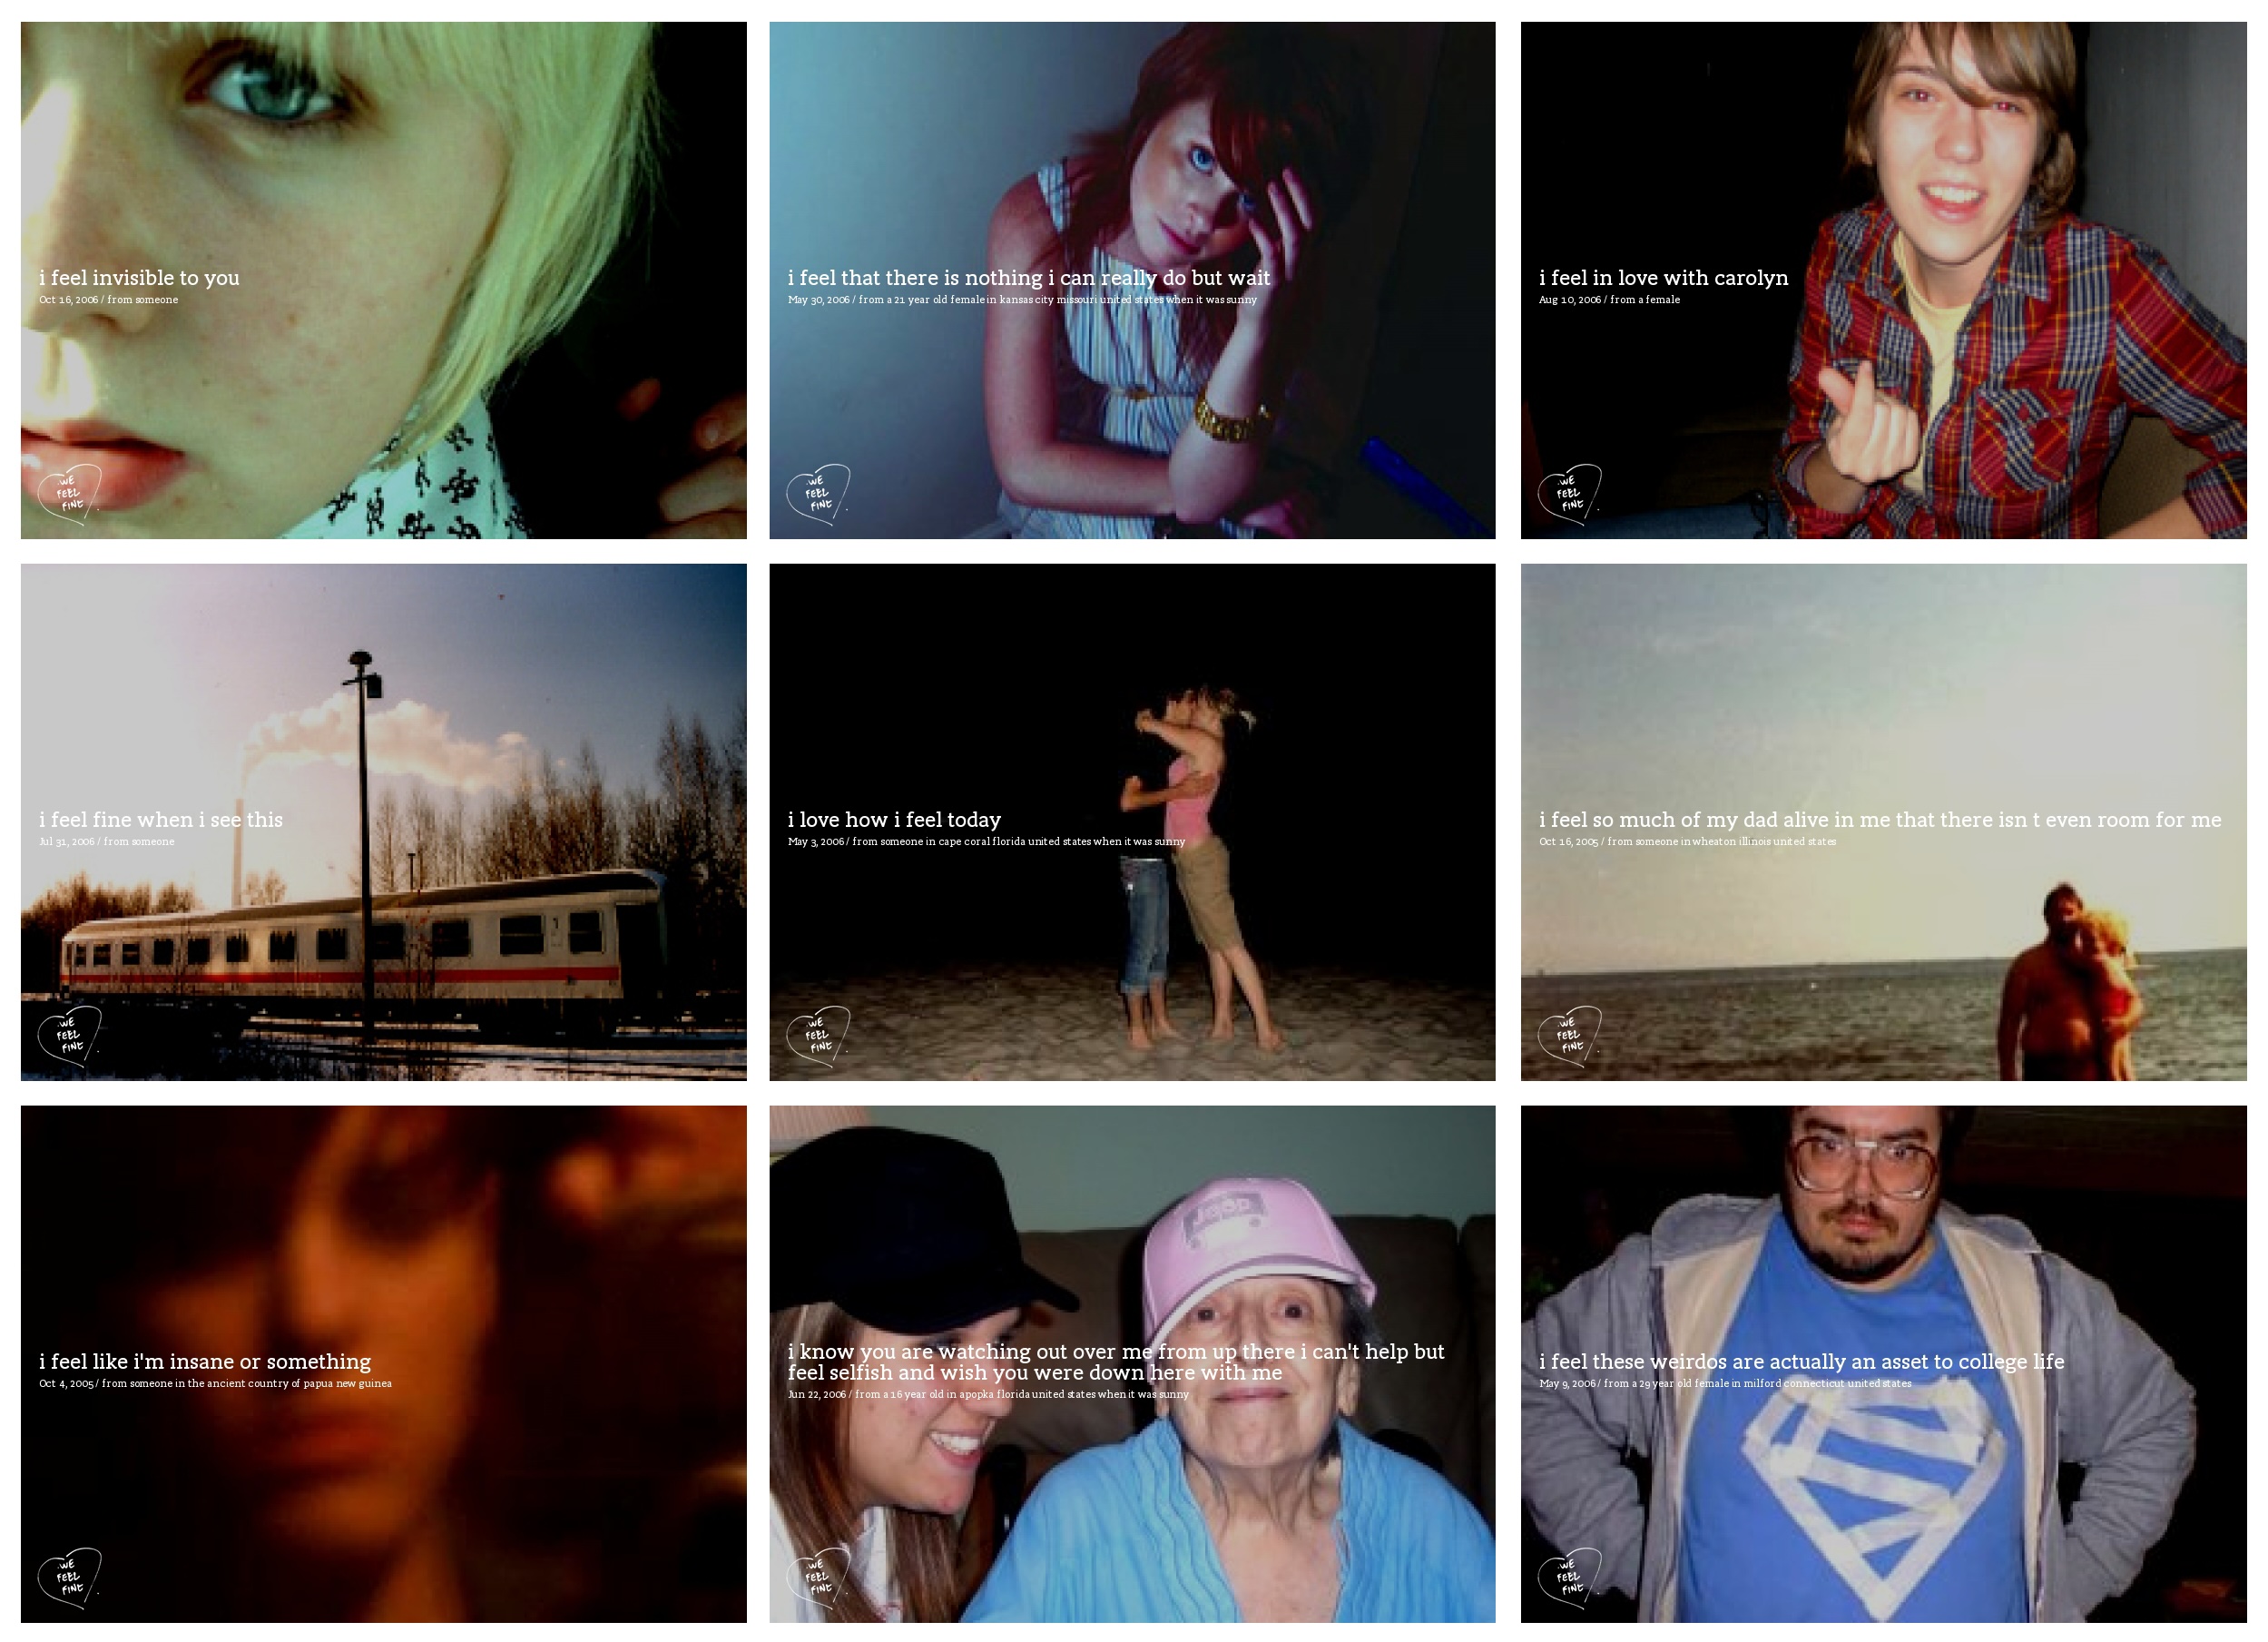 i feel invisible to you
Oct 16, 2006 / from someone
WE
FEEL
FINE
i feel that there is nothing i can really do but wait
May 30, 2006 / from a 21 year old female in kansas city missouri united states when it was sunny
WE
FEEL
FINE
i feel in love with carolyn
Aug 10, 2006 / from a female
WE
FEEL
FINE
i feel fine when i see this
Jul 31, 2006 / from someone
1
WE
FEEL
FINE
i love how i feel today
May 3, 2006 / from someone in cape coral florida united states when it was sunny
WE
FEEL
FINE
i feel so much of my dad alive in me that there isn t even room for me
Oct 16, 2005 / from someone in wheaton illinois united states
WE
FEEL
FINE
i feel like i'm insane or something
Oct 4, 2005 / from someone in the ancient country of papua new guinea
WE
FEEL
FINE
Jeep
i know you are watching out over me from up there i can't help but
feel selfish and wish you were down here with me
Jun 22, 2006 / from a 16 year old in apopka florida united states when it was sunny
WE
FEEL
FINE
i feel these weirdos are actually an asset to college life
May 9, 2006 / from a 29 year old female in milford connecticut united states
WE
FEEL
FINE